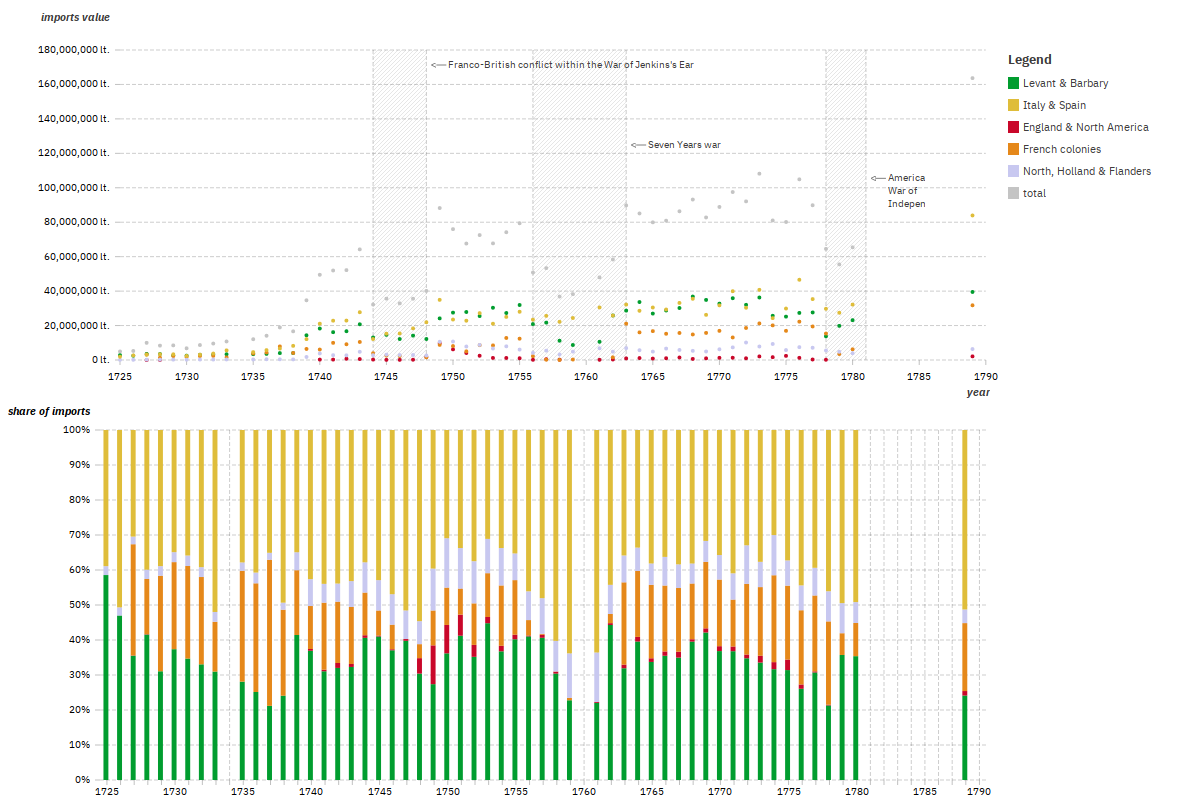 imports value
180,000,000 lt.
160,000,000 lt.
140,000,000 lt.
120,000,000 lt.
100,000,000 lt.
80,000,000 lt.
60,000,000 lt.
40,000,000 lt.
20,000,000 lt.
0 lt.
Franco-British conflict within the War of Jenkins's Ear
Seven Years war
America
War of
Indepen
1725 1730 1735 1740 1745 1750 1755 1760 1765 1770 1775 1780 1785 1790
year
Legend
Levant & Barbary
Italy & Spain
England & North America
French colonies
North, Holland & Flanders
total
share of imports
100%
90%
80%
70%
60%
50%
40%
30%
20%
10%
0%
1725 1730 1735 1740 1745 1750 1755 1760 1765 1770 1775 1780 1785 1790